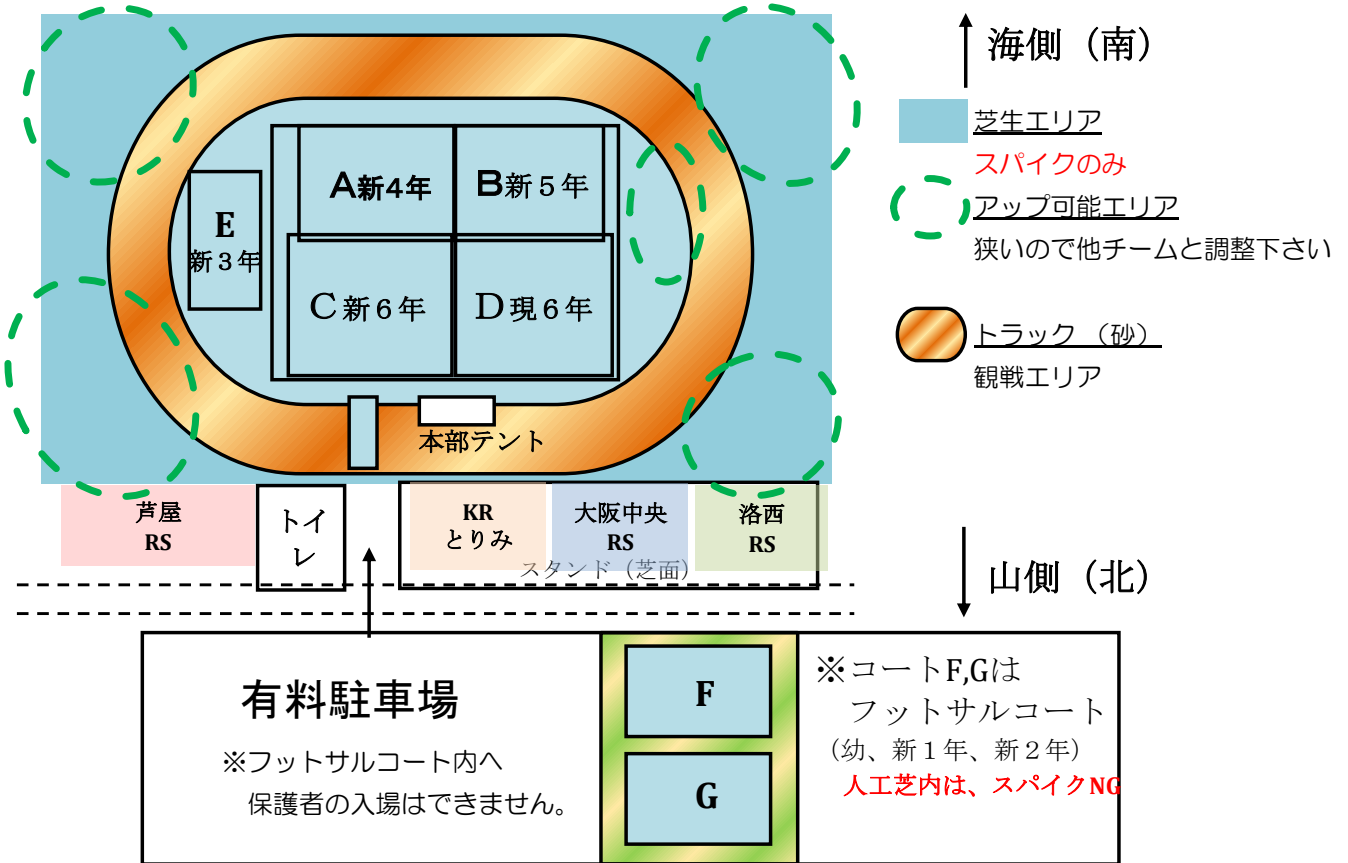 海側（南）
芝生エリア
スパイクのみ
アップ可能エリア
狭いので他チームと調整下さい
トラック （砂）
観戦エリア
A新4年
B新５年
E
新３年
C新６年
D現６年
本部テント
芦屋
RS
トイ
レ
KR
とりみ
大阪中央
RS
洛西
RS
スタンド（芝面）
山側（北）
有料駐車場
※フットサルコート内へ
保護者の入場はできません。
F
G
※コートF,Gは
フットサルコート
（幼、新１年、新２年）
人工芝内は、スパイクNG